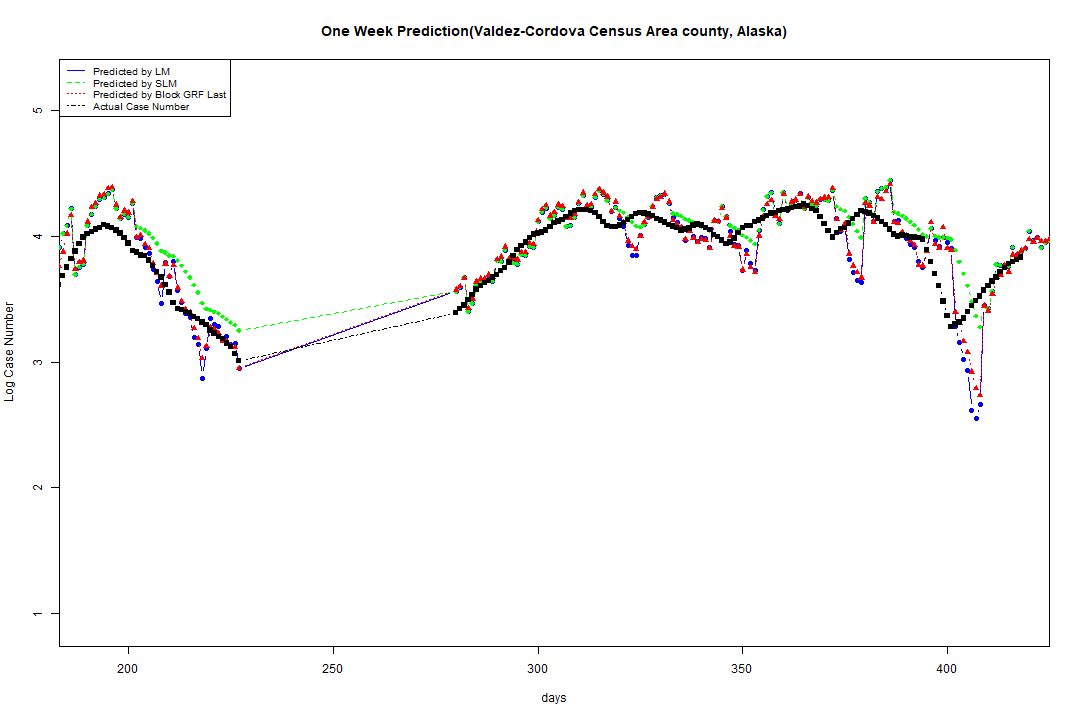 One Week Prediction(Valdez-Cordova Census Area county, Alaska)
Predicted by LM
Predicted by SLM
Predicted by Block GRF Last
Actual Case Number
5
4
3
2
1
Log Case Number
200 250 300 350 400
days